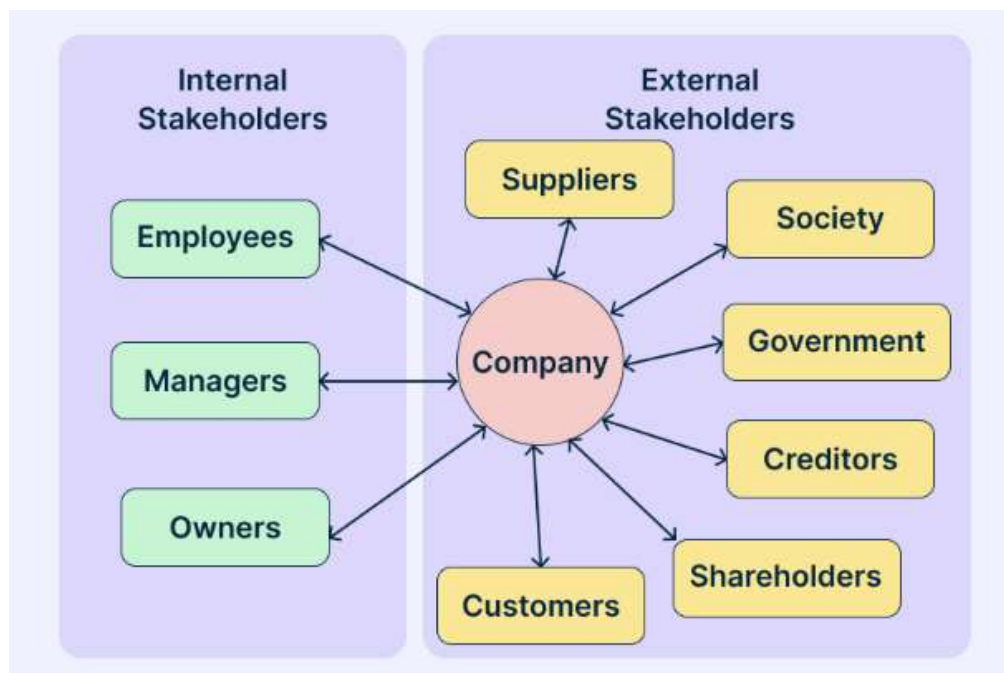 Internal
Stakeholders
Employees
Managers
Owners
External
Stakeholders
Suppliers
Society
Company
Government
Creditors
Shareholders
Customers